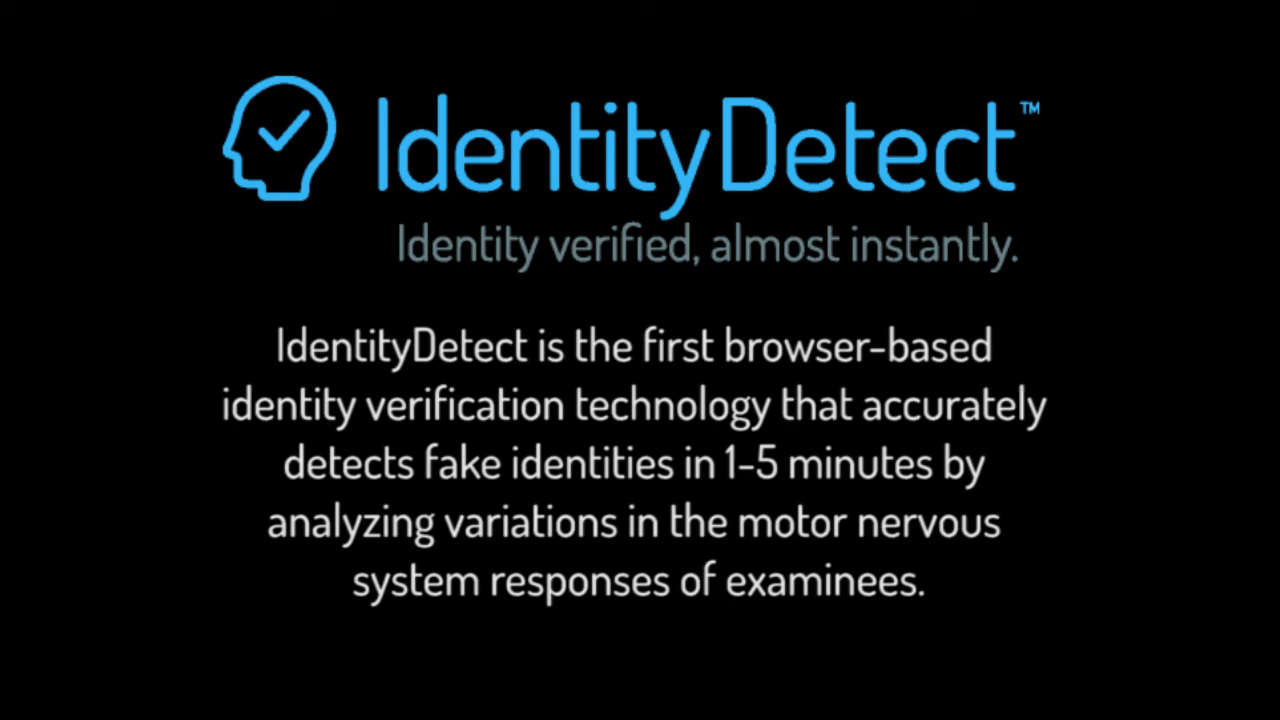 IdentityDetect™
Identity verified, almost instantly.
IdentityDetect is the first browser-based
identity verification technology that accurately
detects fake identities in 1-5 minutes by
analyzing variations in the motor nervous
system responses of examinees.